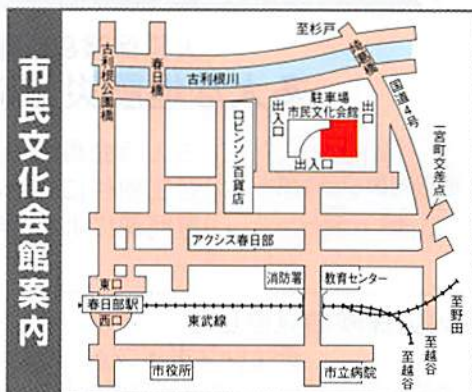 市民文化会館案内
至杉戸
古利根公園橋
春日橋
古利根川
埼葛橋
国道4号
駐車場
市民文化会館
出入口
出口
出入口
ロビンソン百貨店
一宮町交差点
アクシス春日部
消防署
教育センター
東口
春日部駅
西口
東武線
至野田
至越谷
至越谷
市役所
市立病院